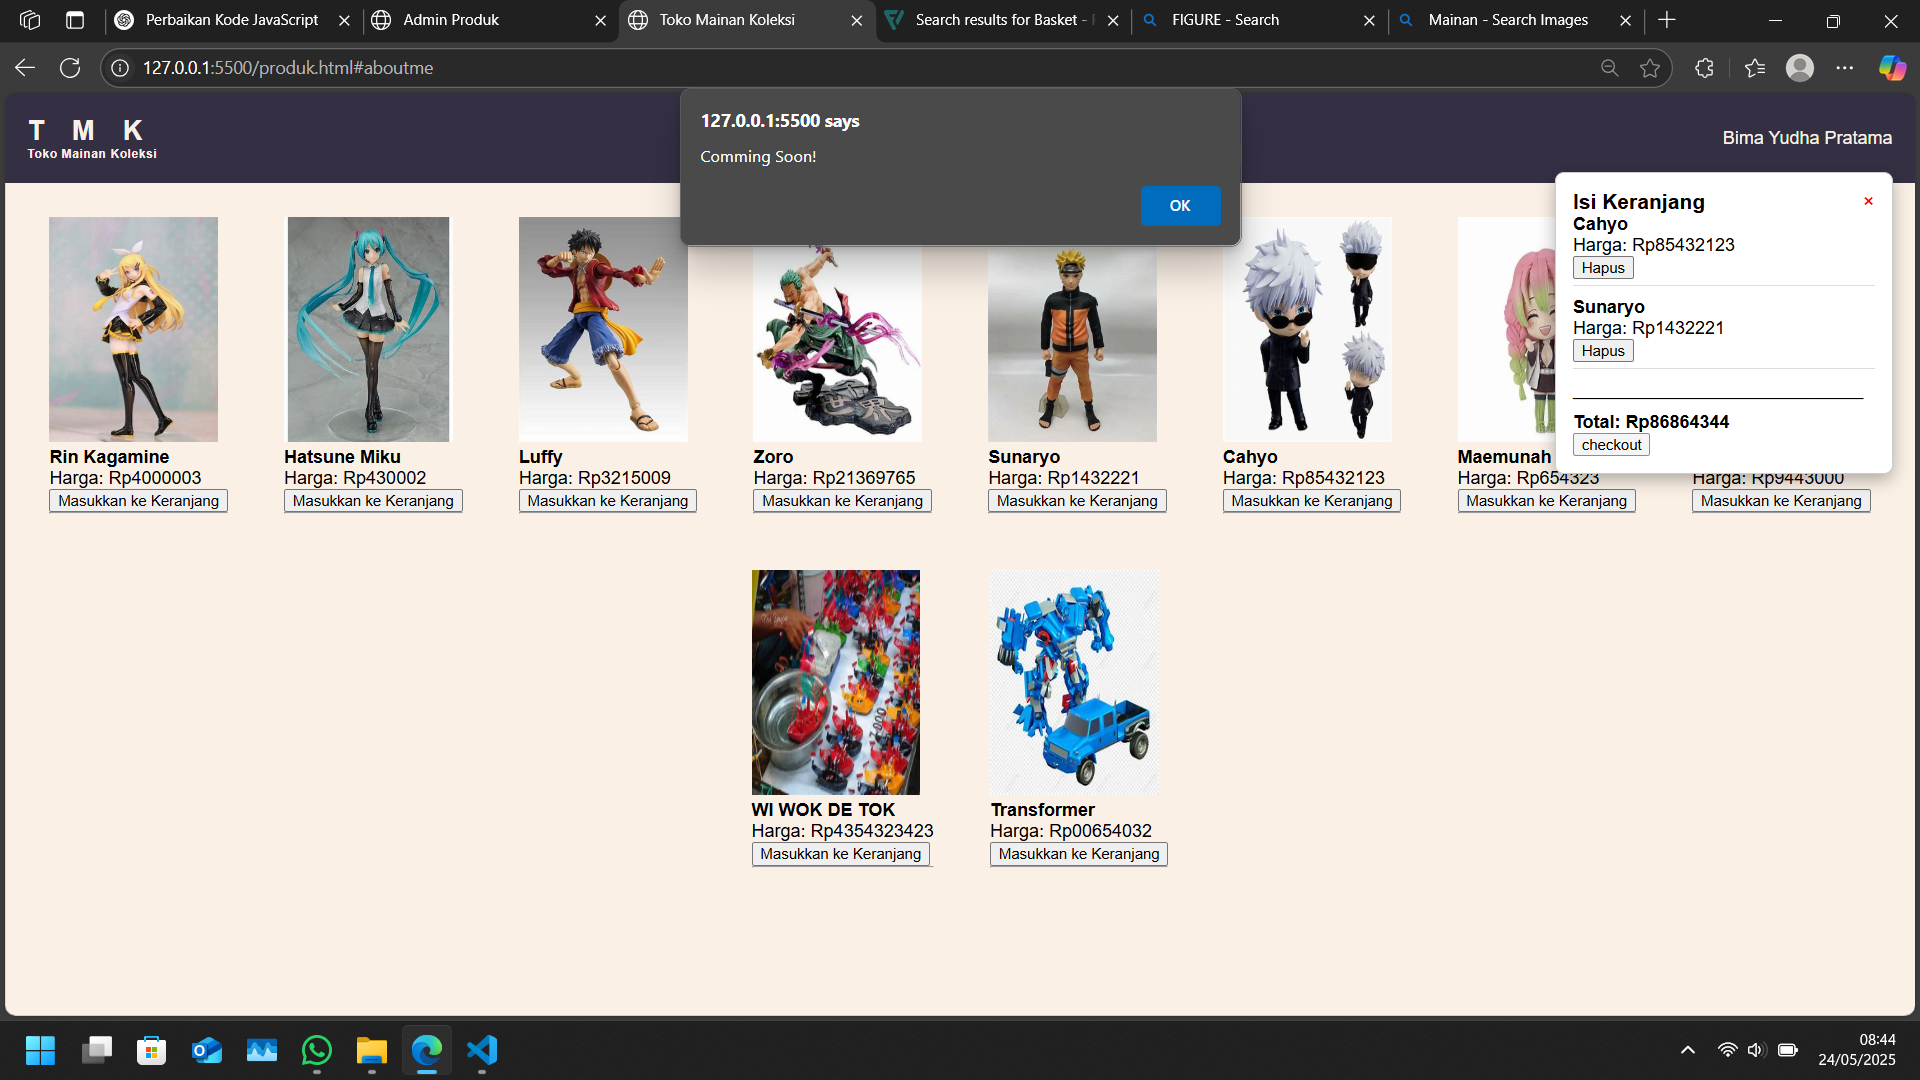 Perbaikan Kode JavaScript
Admin Produk
Toko Mainan Koleksi
Search results for Basket -
FIGURE - Search
Mainan - Search Images
127.0.0.1:5500/produk.html#aboutme
T M K
Toko Mainan Koleksi
127.0.0.1:5500 says
Comming Soon!
OK
Bima Yudha Pratama
Isi Keranjang
×
Cahyo
Harga: Rp85432123
Hapus
Sunaryo
Harga: Rp1432221
Hapus
Total: Rp86864344
checkout
Rin Kagamine
Harga: Rp4000003
Masukkan ke Keranjang
Hatsune Miku
Harga: Rp430002
Masukkan ke Keranjang
Luffy
Harga: Rp3215009
Masukkan ke Keranjang
Zoro
Harga: Rp21369765
Masukkan ke Keranjang
Sunaryo
Harga: Rp1432221
Masukkan ke Keranjang
Cahyo
Harga: Rp85432123
Masukkan ke Keranjang
Maemunah
Harga: Rp654323
Masukkan ke Keranjang
Harga: Rp9443000
Masukkan ke Keranjang
WI WOK DE TOK
Harga: Rp4354323423
Masukkan ke Keranjang
Transformer
Harga: Rp00654032
Masukkan ke Keranjang
08:44
24/05/2025